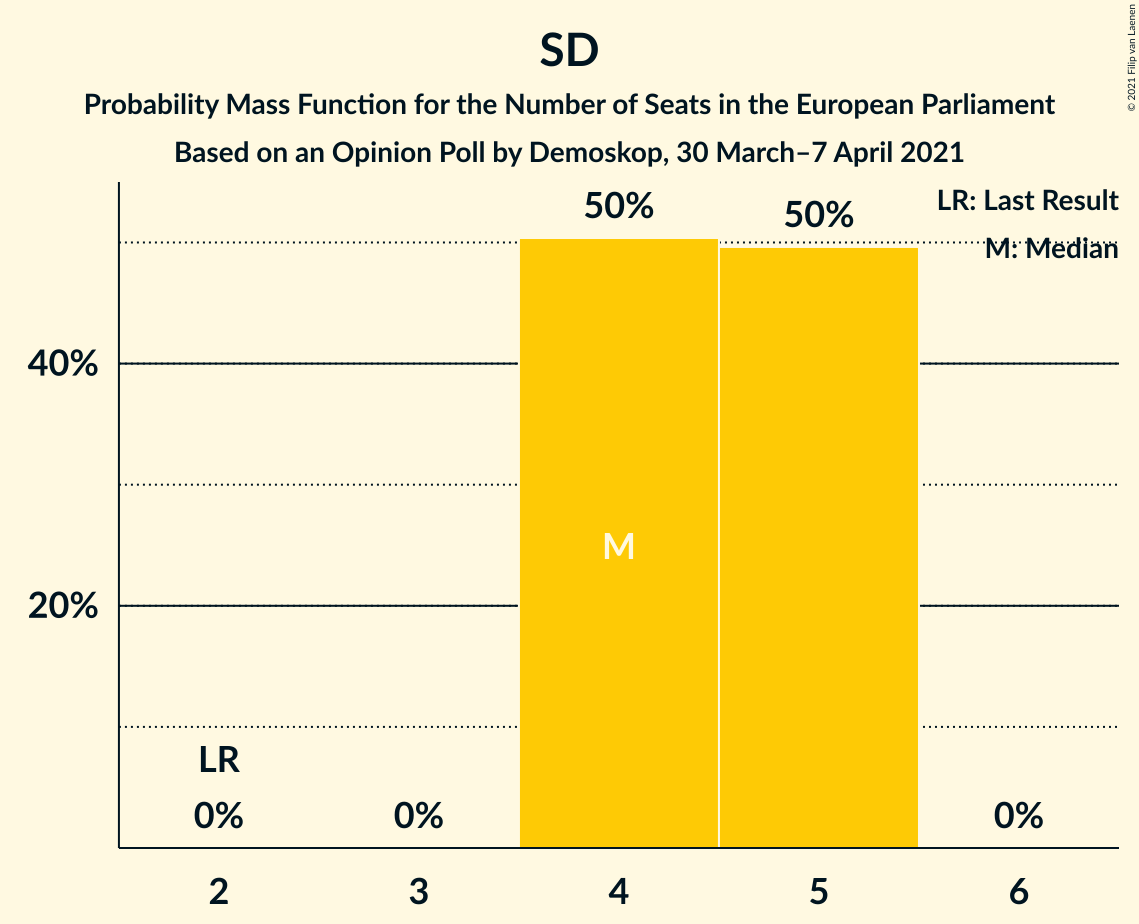 SD
Probability Mass Function for the Number of Seats in the European Parliament
Based on an Opinion Poll by Demoskop, 30 March–7 April 2021
© 2021 Filip van Laenen
LR: Last Result
M: Median
50%
50%
40%
20%
M
LR
0%
0%
0%
2
3
4
5
6